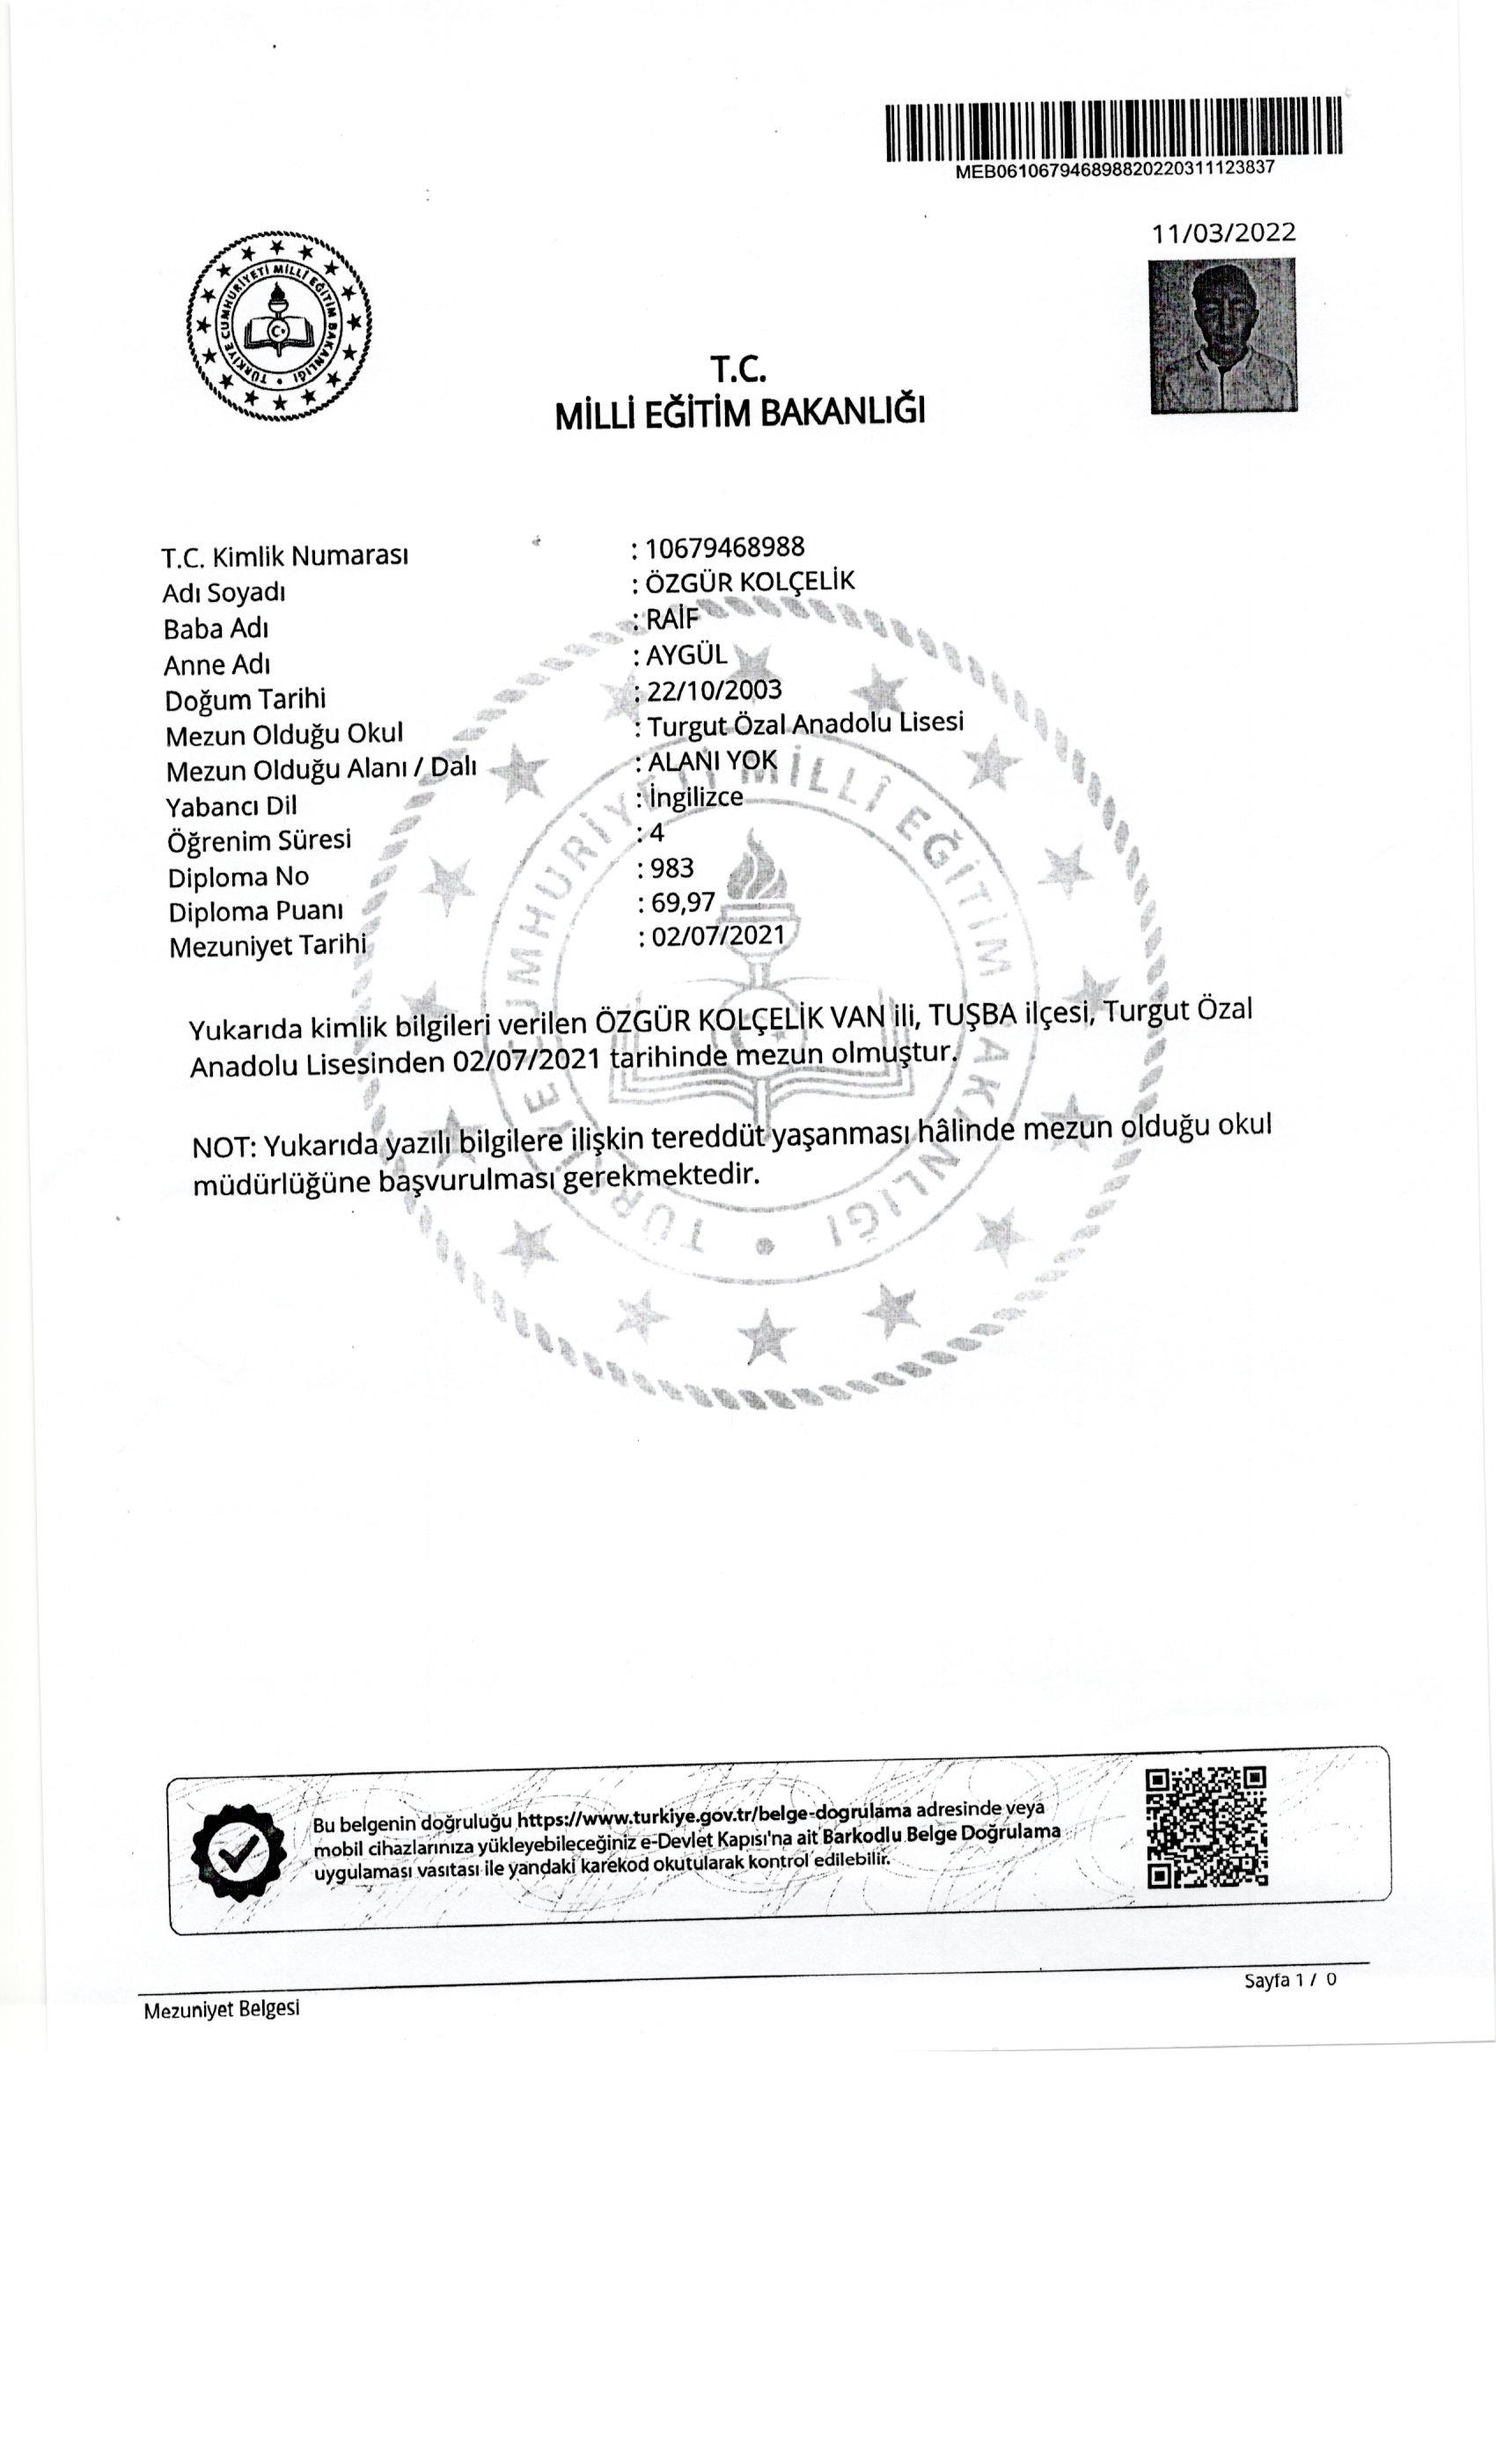 MEB06106794689882022031112​3837
11/03/2022
TÜRKİYE CUMHURİYETİ MİLLÎ EĞİTİM BAKANLIĞI
T.C.
MİLLİ EĞİTİM BAKANLIĞI
T.C. Kimlik Numarası : 10679468988
Adı Soyadı : ÖZGÜR KOLÇELİK
Baba Adı : RAİF
Anne Adı : AYGÜL
Doğum Tarihi : 22/10/2003
Mezun Olduğu Okul : Turgut Özal Anadolu Lisesi
Mezun Olduğu Alanı / Dalı : ALANI YOK
Yabancı Dil : İngilizce
Öğrenim Süresi : 4
Diploma No : 983
Diploma Puanı : 69,97
Mezuniyet Tarihi : 02/07/2021
TÜRKİYE CUMHURİYETİ MİLLÎ EĞİTİM BAKANLIĞI
Yukarıda kimlik bilgileri verilen ÖZGÜR KOLÇELİK VAN ili, TUŞBA ilçesi, Turgut Özal
Anadolu Lisesinden 02/07/2021 tarihinde mezun olmuştur.
NOT: Yukarıda yazılı bilgilere ilişkin tereddüt yaşanması hâlinde mezun olduğu okul
müdürlüğüne başvurulması gerekmektedir.
Bu belgenin doğruluğu https://www.turkiye.gov.tr/belge-dogrulama adresinde veya
mobil cihazlarınıza yükleyebileceğiniz e-Devlet Kapısı'na ait Barkodlu Belge Doğrulama
uygulaması vasıtası ile yandaki karekod okutularak kontrol edilebilir.
Sayfa 1 / 0
Mezuniyet Belgesi